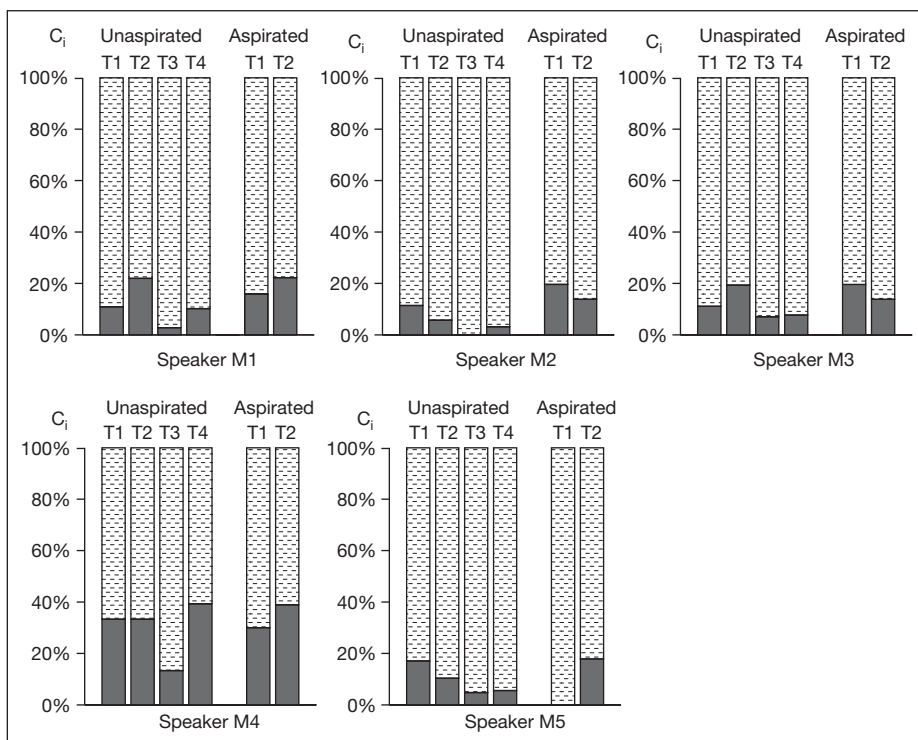 Ci Unaspirated Aspirated Ci Unaspirated Aspirated Ci Unaspirated Aspirated
T1 T2 T3 T4 T1 T2 T1 T2 T3 T4 T1 T2 T1 T2 T3 T4 T1 T2
100% 100% 100%
80% 80% 80%
60% 60% 60%
40% 40% 40%
20% 20% 20%
0% 0% 0%
Speaker M1 Speaker M2 Speaker M3
Ci Unaspirated Aspirated Ci Unaspirated Aspirated
T1 T2 T3 T4 T1 T2 T1 T2 T3 T4 T1 T2
100% 100%
80% 80%
60% 60%
40% 40%
20% 20%
0% 0%
Speaker M4 Speaker M5